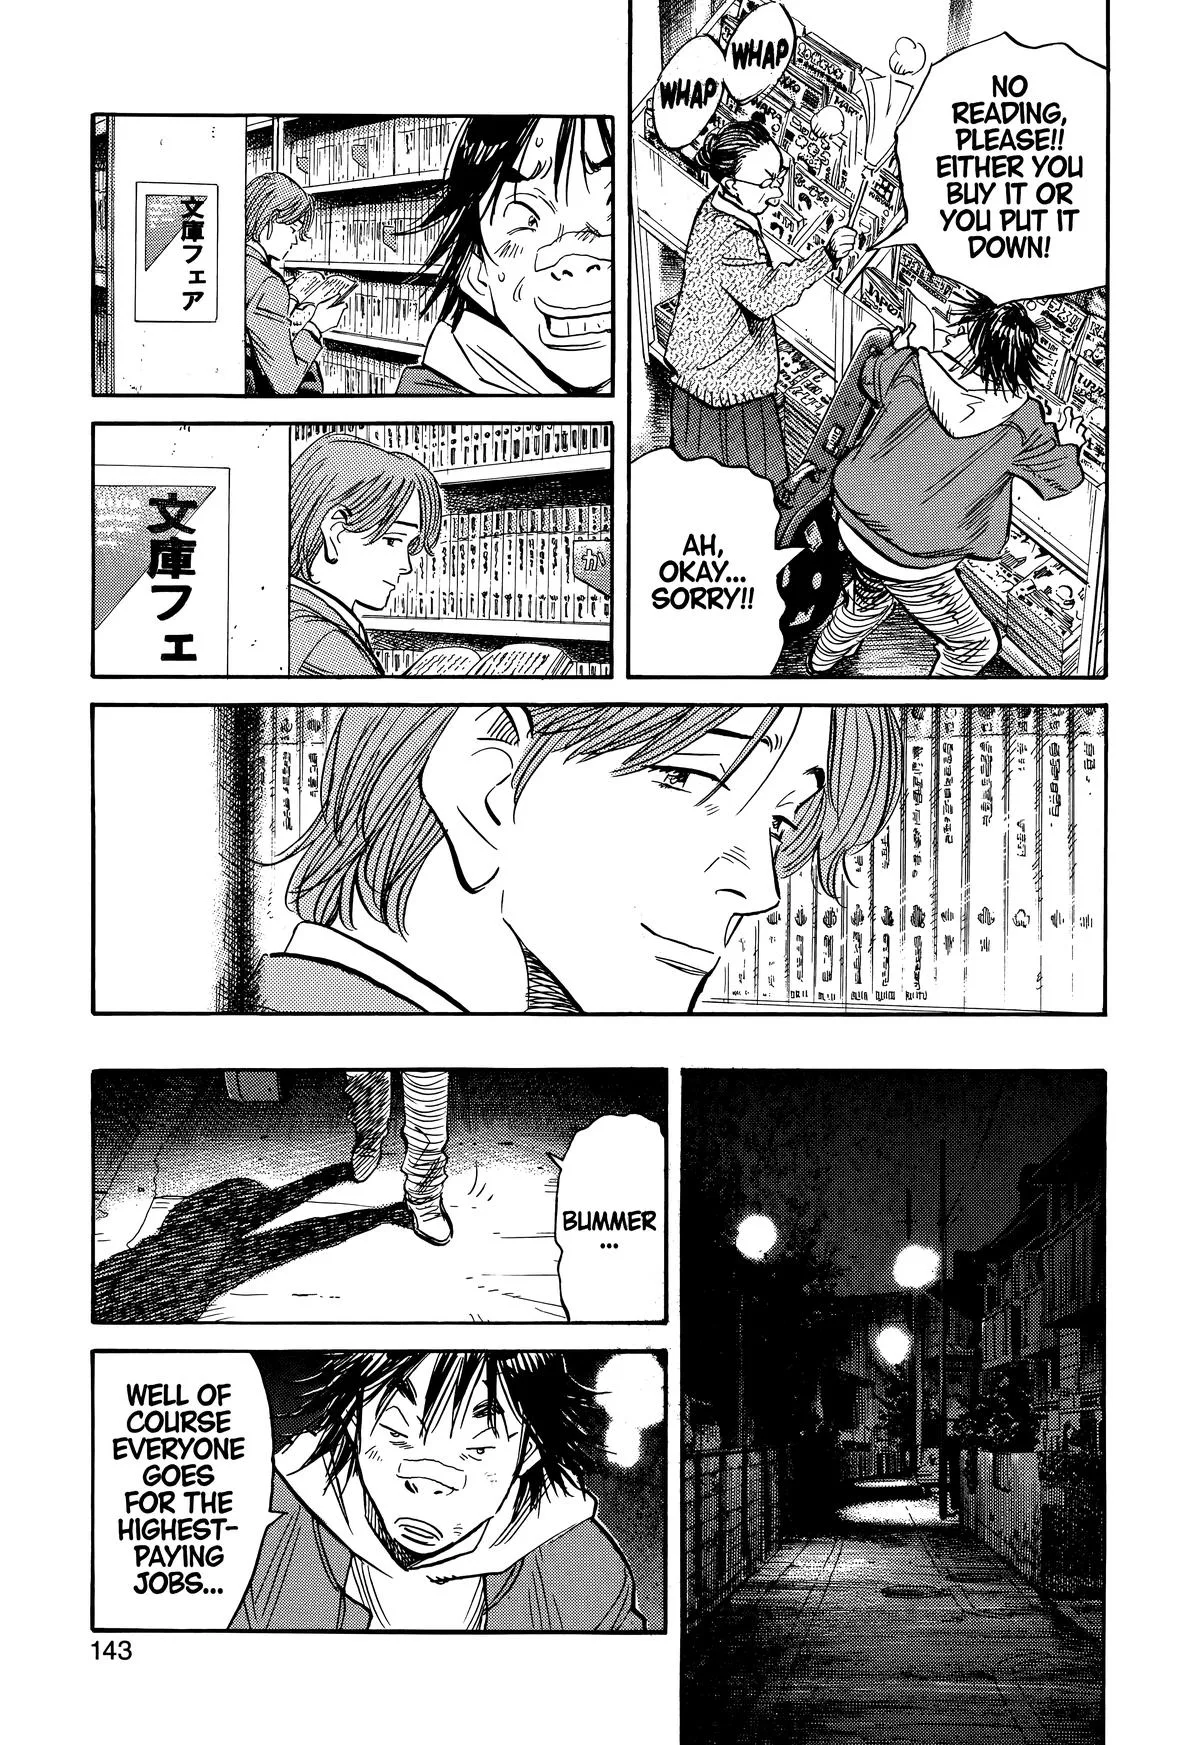 WHAP
WHAP
NO
READING,
PLEASE!!
EITHER YOU
BUY IT OR
YOU PUT IT
DOWN!
AH,
OKAY...
SORRY!!
文庫フェア
文庫フェ
か
BUMMER
...
WELL OF
COURSE
EVERYONE
GOES
FOR THE
HIGHEST-
PAYING
JOBS...
143